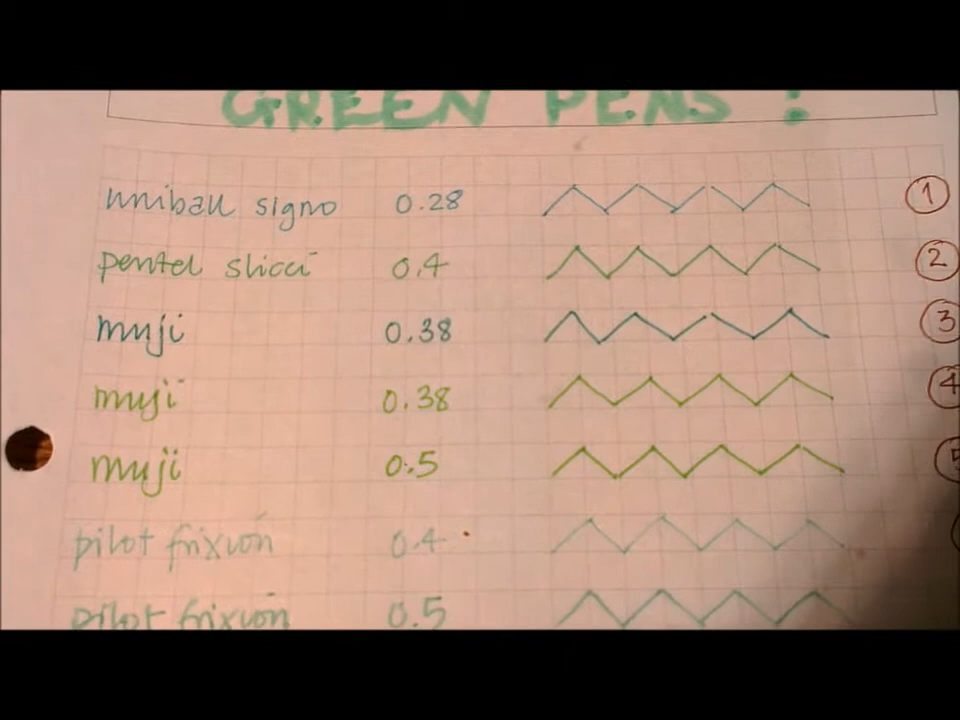 GREEN PENS !
uniball signo 0.28 1
pentel slicci 0.4 2
muji 0.38 3
muji 0.38 4
muji 0.5 5
pilot frixion 0.4
pilot frixion 0.5